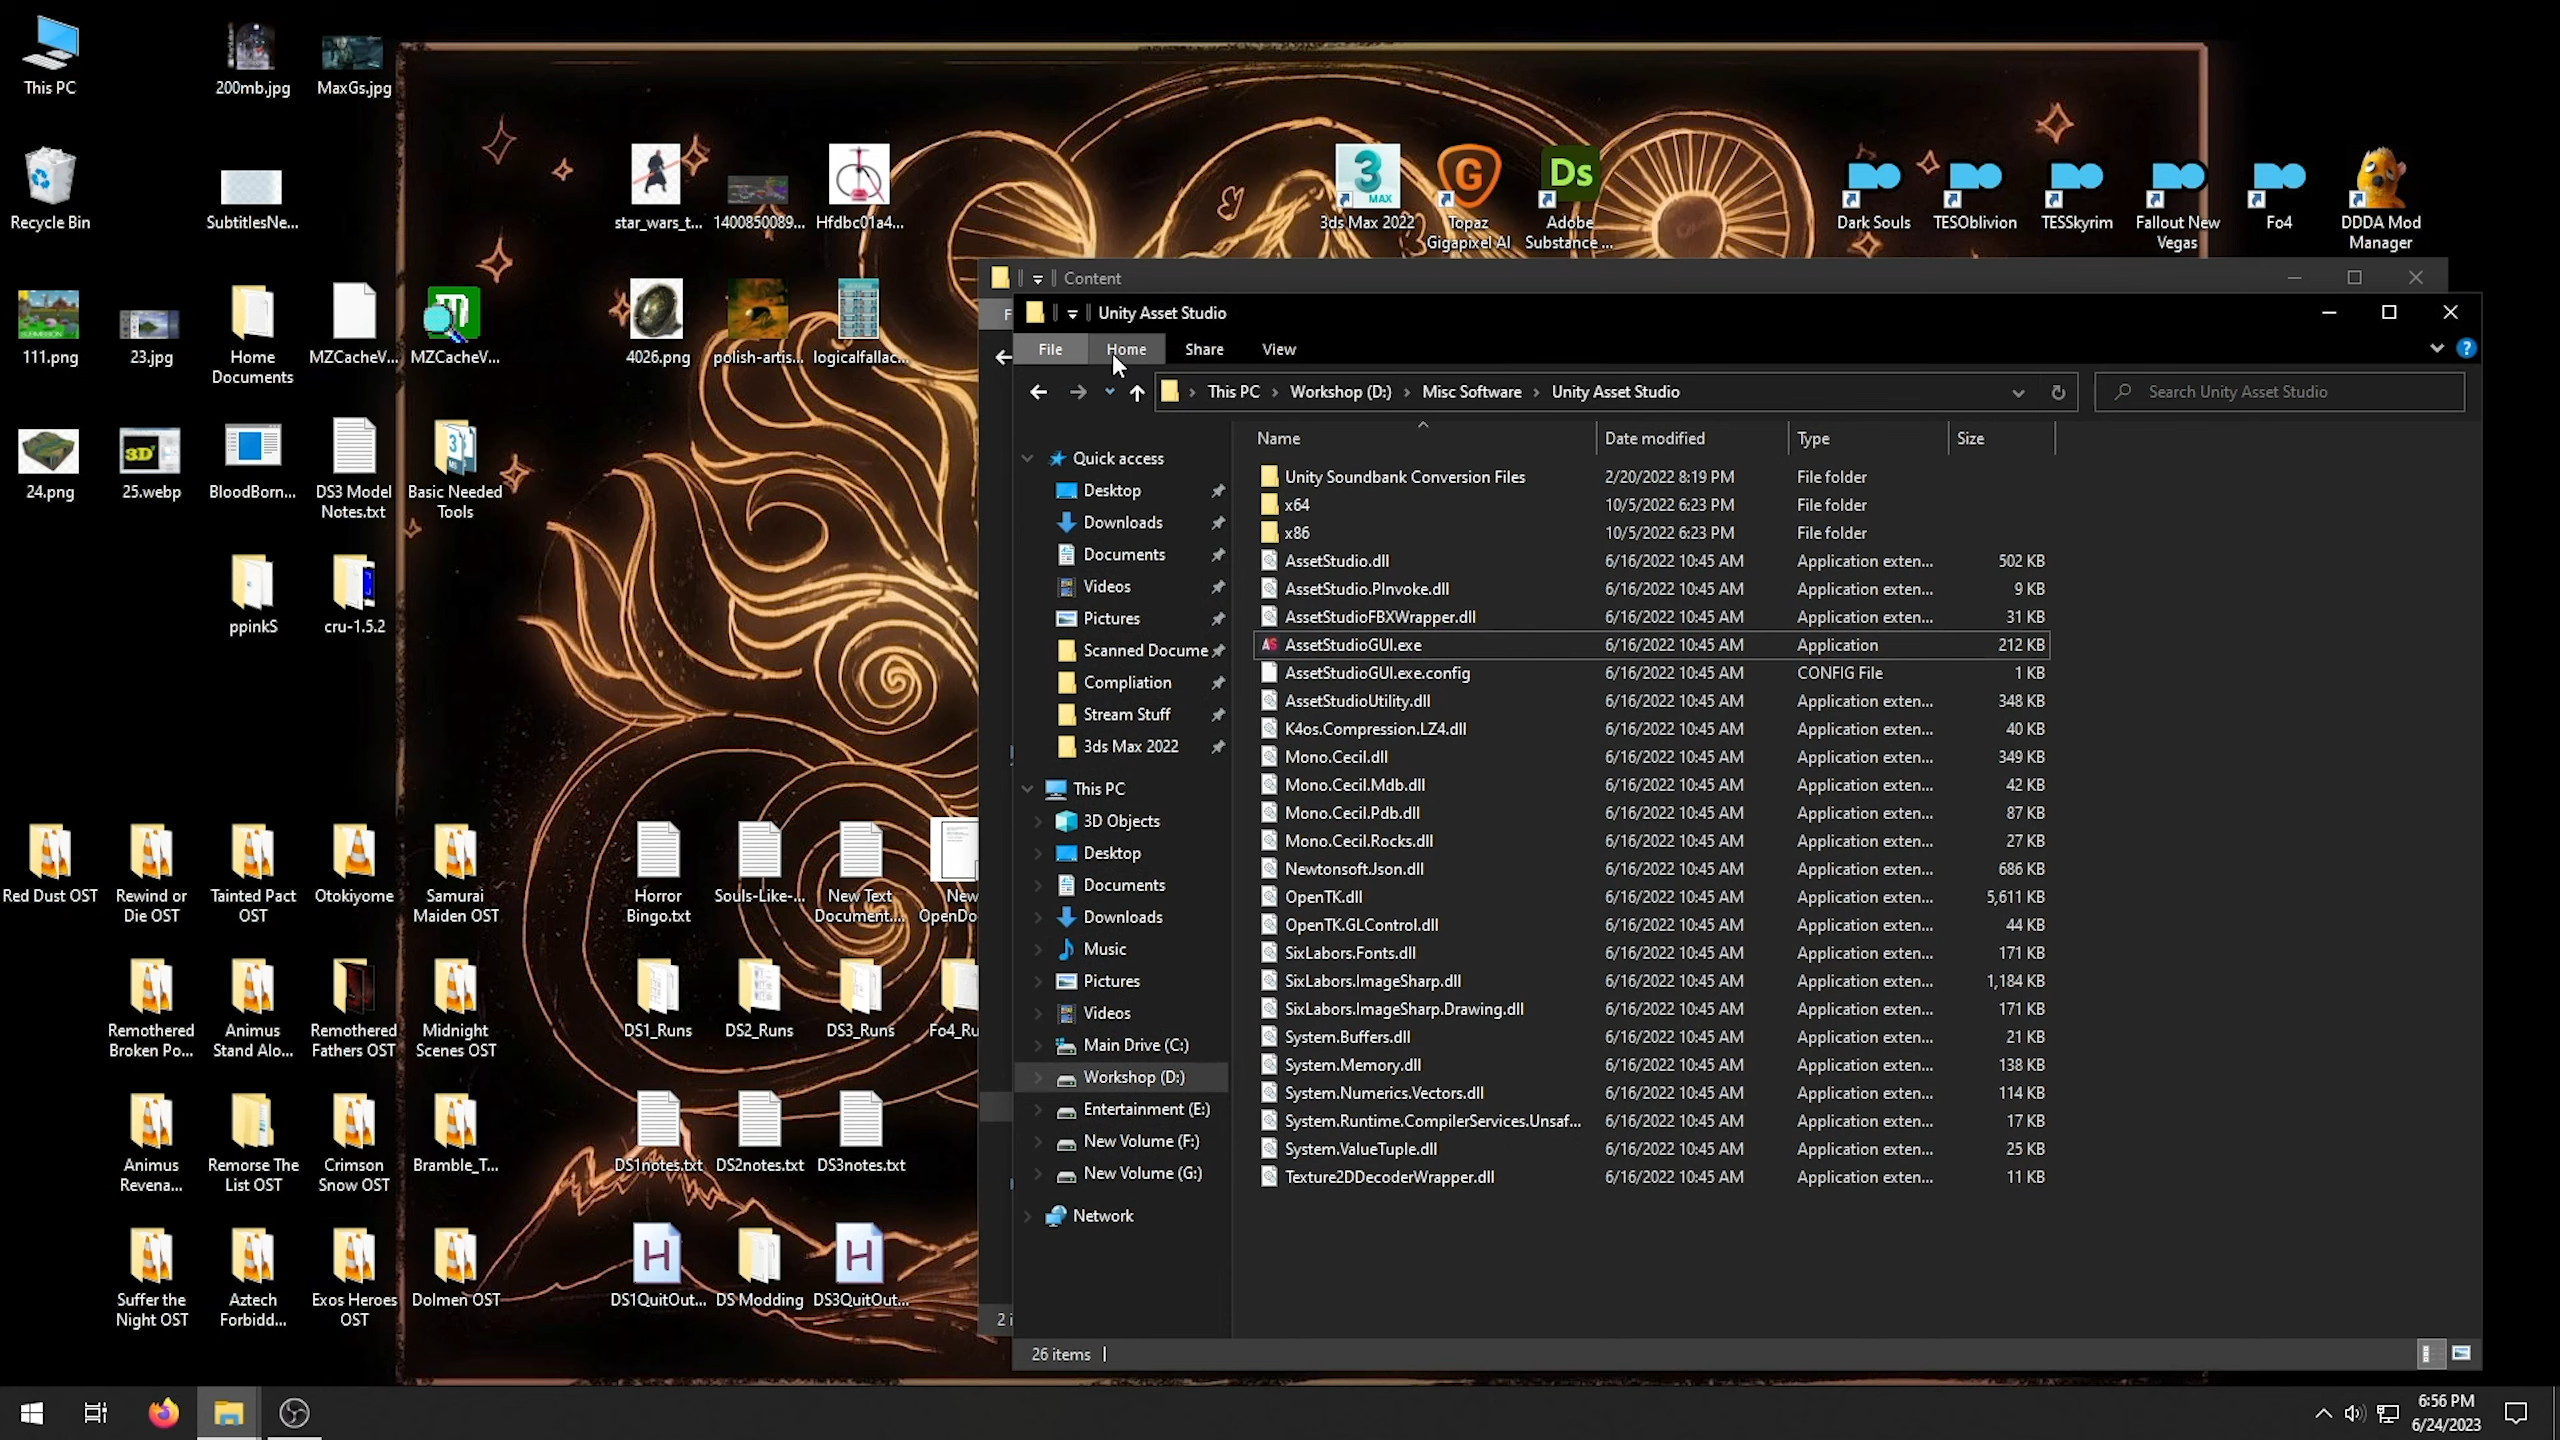 This PC
200mb.jpg
MaxGs.jpg
Recycle Bin
SubtitlesNe...
star_wars_t...
1400850089...
Hfdbc01a4...
3ds Max 2022
Topaz
Gigapixel AI
Adobe
Substance ...
Dark Souls
TESOblivion
TESSkyrim
Fallout New
Vegas
Fo4
DDDA Mod
Manager
111.png
23.jpg
Home
Documents
MZCacheV...
MZCacheV...
4026.png
polish-artis...
logicalfallac...
24.png
25.webp
BloodBorn...
DS3 Model
Notes.txt
Basic Needed
Tools
ppinkS
cru-1.5.2
Red Dust OST
Rewind or
Die OST
Tainted Pact
OST
Otokiyome
Samurai
Maiden OST
Horror
Bingo.txt
Souls-Like-...
New Text
Document....
New
OpenDo
Remothered
Broken Po...
Animus
Stand Alo...
Remothered
Fathers OST
Midnight
Scenes OST
DS1_Runs
DS2_Runs
DS3_Runs
Fo4_Ru
Animus
Revena...
Remorse The
List OST
Crimson
Snow OST
Bramble_T...
DS1notes.txt
DS2notes.txt
DS3notes.txt
Suffer the
Night OST
Aztech
Forbidd...
Exos Heroes
OST
Dolmen OST
DS1QuitOut...
DS Modding
DS3QuitOut...
Content
F
2 i
Unity Asset Studio
File
Home
Share
View
This PC
Workshop (D:)
Misc Software
Unity Asset Studio
Search Unity Asset Studio
Quick access
Desktop
Downloads
Documents
Videos
Pictures
Scanned Docume
Compliation
Stream Stuff
3ds Max 2022
This PC
3D Objects
Desktop
Documents
Downloads
Music
Pictures
Videos
Main Drive (C:)
Workshop (D:)
Entertainment (E:)
New Volume (F:)
New Volume (G:)
Network
Name Date modified Type Size
Unity Soundbank Conversion Files 2/20/2022 8:19 PM File folder
x64 10/5/2022 6:23 PM File folder
x86 10/5/2022 6:23 PM File folder
AssetStudio.dll 6/16/2022 10:45 AM Application exten... 502 KB
AssetStudio.PInvoke.dll 6/16/2022 10:45 AM Application exten... 9 KB
AssetStudioFBXWrapper.dll 6/16/2022 10:45 AM Application exten... 31 KB
AssetStudioGUI.exe 6/16/2022 10:45 AM Application 212 KB
AssetStudioGUI.exe.config 6/16/2022 10:45 AM CONFIG File 1 KB
AssetStudioUtility.dll 6/16/2022 10:45 AM Application exten... 348 KB
K4os.Compression.LZ4.dll 6/16/2022 10:45 AM Application exten... 40 KB
Mono.Cecil.dll 6/16/2022 10:45 AM Application exten... 349 KB
Mono.Cecil.Mdb.dll 6/16/2022 10:45 AM Application exten... 42 KB
Mono.Cecil.Pdb.dll 6/16/2022 10:45 AM Application exten... 87 KB
Mono.Cecil.Rocks.dll 6/16/2022 10:45 AM Application exten... 27 KB
Newtonsoft.Json.dll 6/16/2022 10:45 AM Application exten... 686 KB
OpenTK.dll 6/16/2022 10:45 AM Application exten... 5,611 KB
OpenTK.GLControl.dll 6/16/2022 10:45 AM Application exten... 44 KB
SixLabors.Fonts.dll 6/16/2022 10:45 AM Application exten... 171 KB
SixLabors.ImageSharp.dll 6/16/2022 10:45 AM Application exten... 1,184 KB
SixLabors.ImageSharp.Drawing.dll 6/16/2022 10:45 AM Application exten... 171 KB
System.Buffers.dll 6/16/2022 10:45 AM Application exten... 21 KB
System.Memory.dll 6/16/2022 10:45 AM Application exten... 138 KB
System.Numerics.Vectors.dll 6/16/2022 10:45 AM Application exten... 114 KB
System.Runtime.CompilerServices.Unsaf... 6/16/2022 10:45 AM Application exten... 17 KB
System.ValueTuple.dll 6/16/2022 10:45 AM Application exten... 25 KB
Texture2DDecoderWrapper.dll 6/16/2022 10:45 AM Application exten... 11 KB
26 items
6:56 PM
6/24/2023